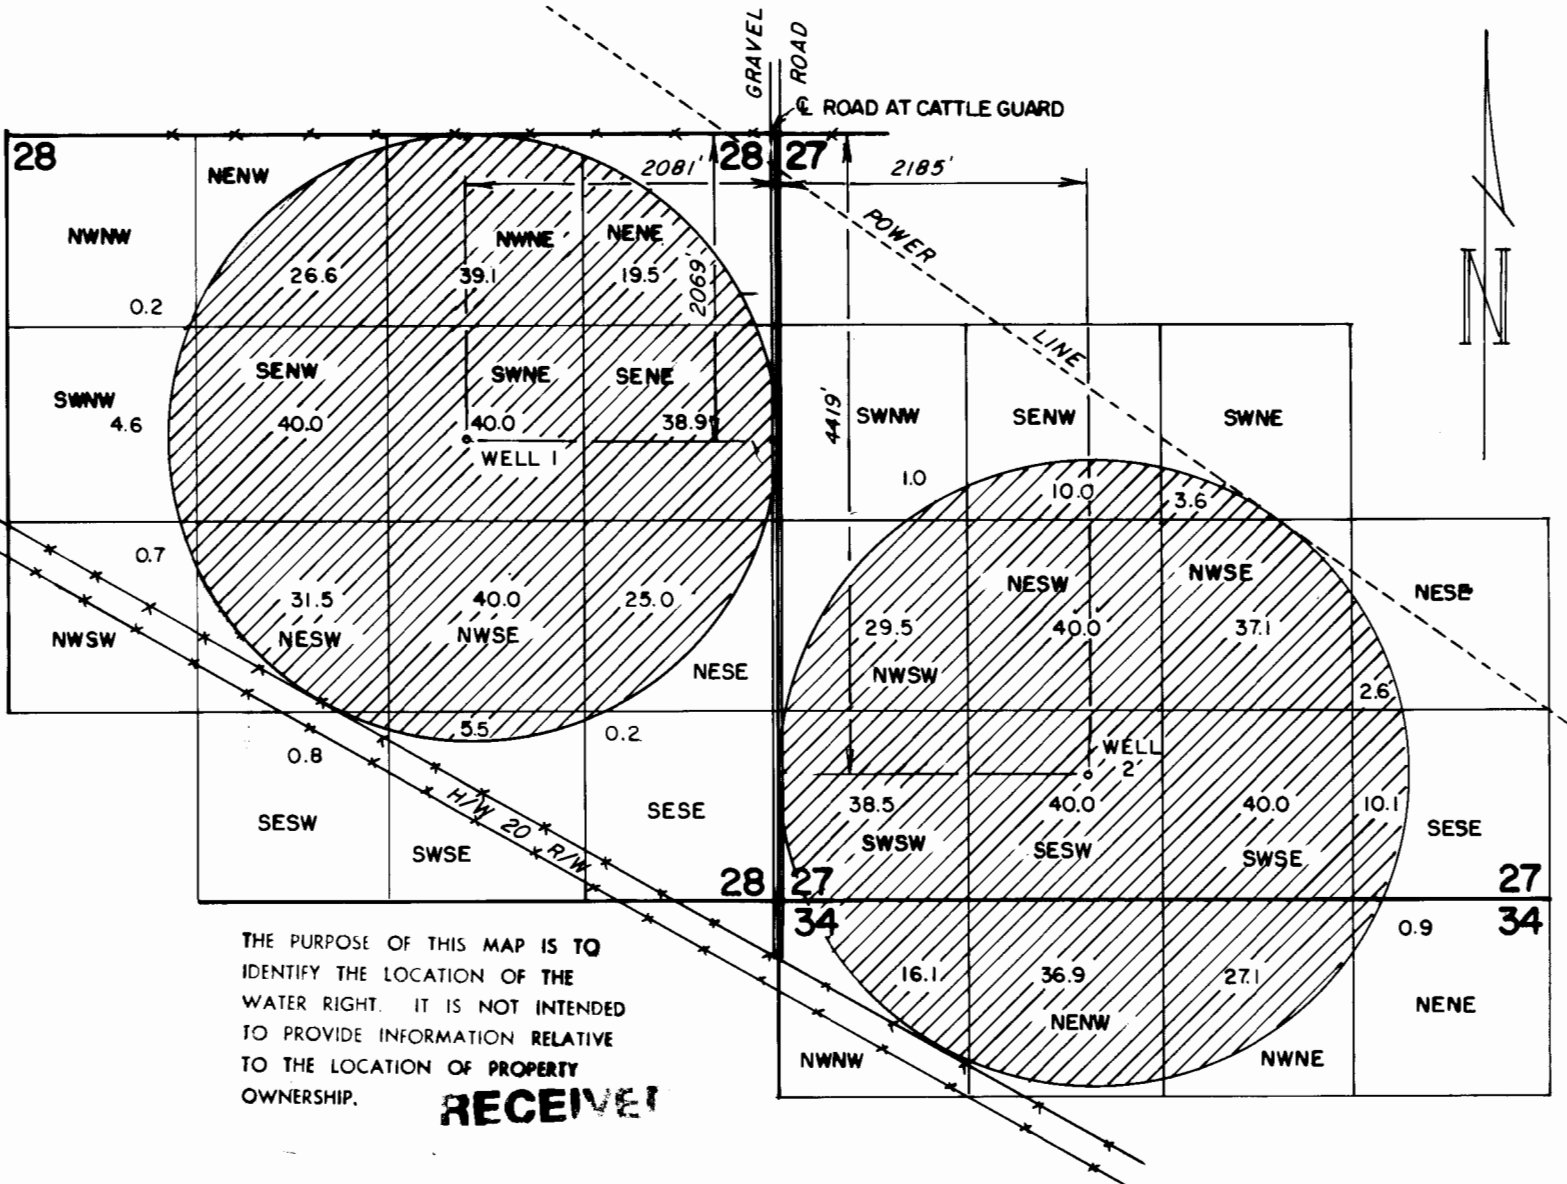 GRAVEL
ROAD
℄ ROAD AT CATTLE GUARD
28
28
27
2081'
2185'
NENW
NWNW
NWNE
NENE
26.6
39.1
19.5
2069'
POWER
0.2
LINE
SENW
SWNE
SENE
SWNW
4.6
40.0
40.0
38.9
WELL 1
4419'
SWNW
SENW
SWNE
1.0
10.0
3.6
0.7
31.5
40.0
25.0
NWSW
NESW
NWSE
NESE
NESW
NWSE
NESE
29.5
40.0
37.1
NWSW
2.6
5.5
0.2
0.8
WELL
2
SESW
SWSE
SESE
H/W 20 R/W
38.5
40.0
40.0
10.1
SWSW
SESW
SWSE
SESE
28
27
27
34
34
0.9
16.1
36.9
27.1
NENW
NENE
NWNW
NWNE
N
THE PURPOSE OF THIS MAP IS TO
IDENTIFY THE LOCATION OF THE
WATER RIGHT. IT IS NOT INTENDED
TO PROVIDE INFORMATION RELATIVE
TO THE LOCATION OF PROPERTY
OWNERSHIP.
RECEIVE